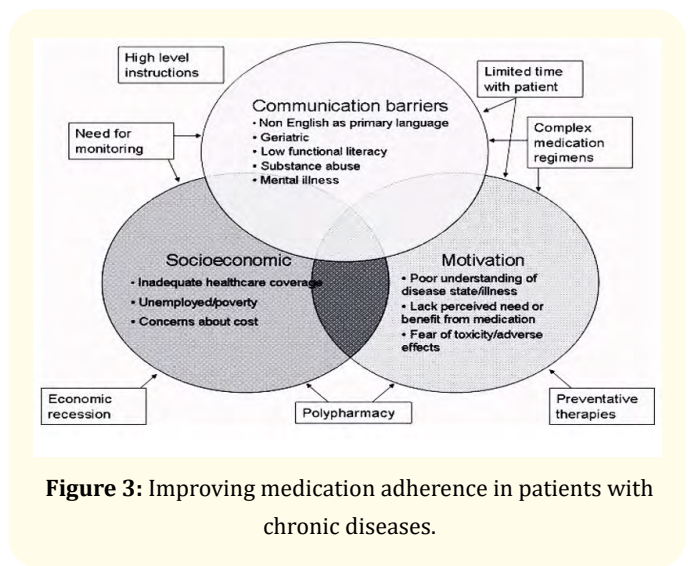 High level
instructions
Limited time
with patient
Communication barriers
• Non English as primary language
• Geriatric
• Low functional literacy
• Substance abuse
• Mental illness
Need for
monitoring
Complex
medication
regimens
Socioeconomic
• Inadequate healthcare coverage
• Unemployed/poverty
• Concerns about cost
Motivation
• Poor understanding of
disease state/illness
• Lack perceived need or
benefit from medication
• Fear of toxicity/adverse
effects
Economic
recession
Polypharmacy
Preventative
therapies
Figure 3: Improving medication adherence in patients with
chronic diseases.